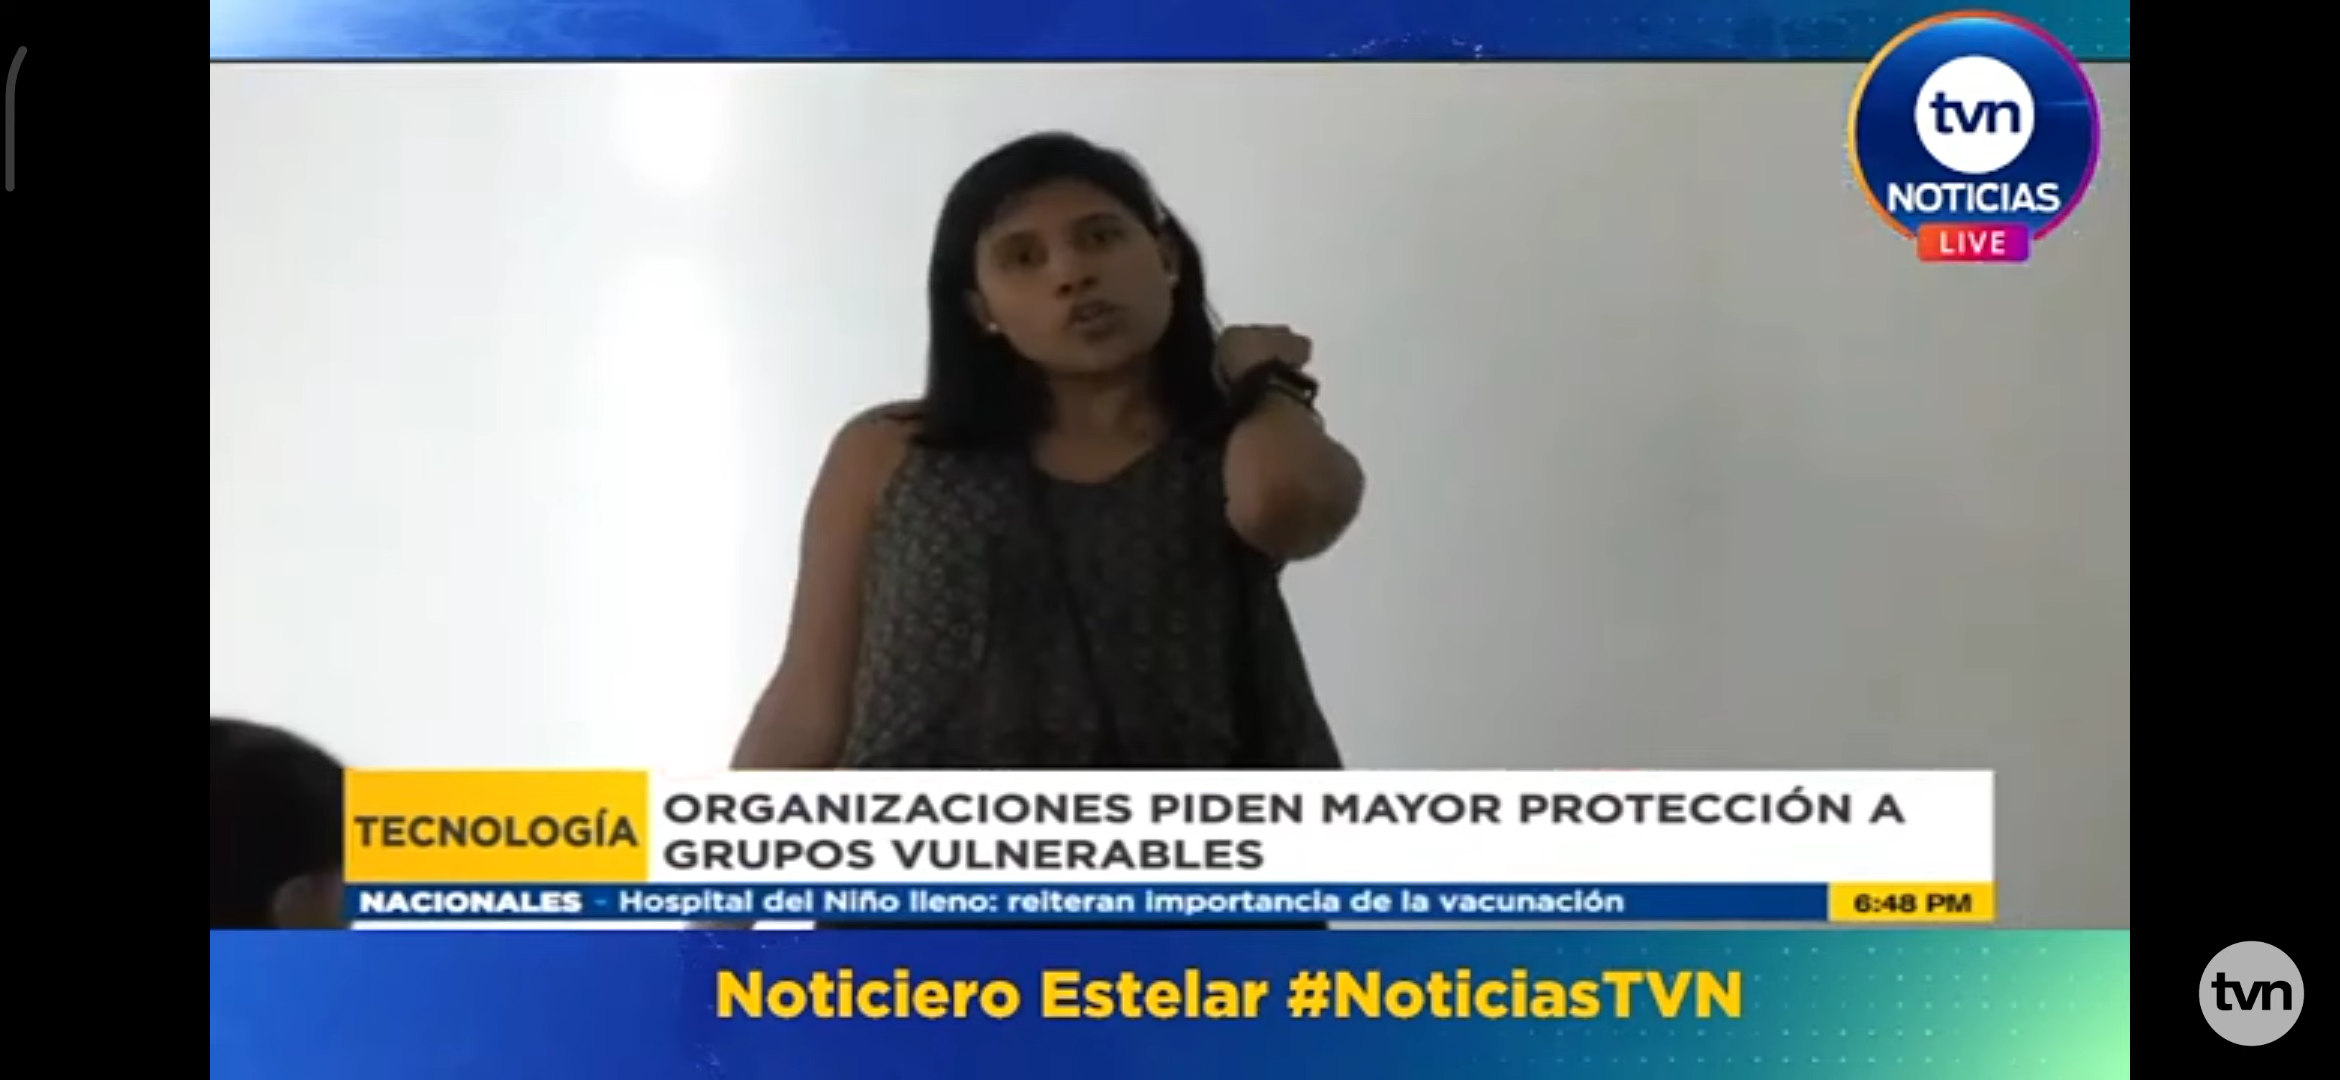 tvn
NOTICIAS
LIVE
TECNOLOGÍA
ORGANIZACIONES PIDEN MAYOR PROTECCIÓN A
GRUPOS VULNERABLES
NACIONALES - Hospital del Niño lleno: reiteran importancia de la vacunación
6:48 PM
Noticiero Estelar #NoticiasTVN
tvn